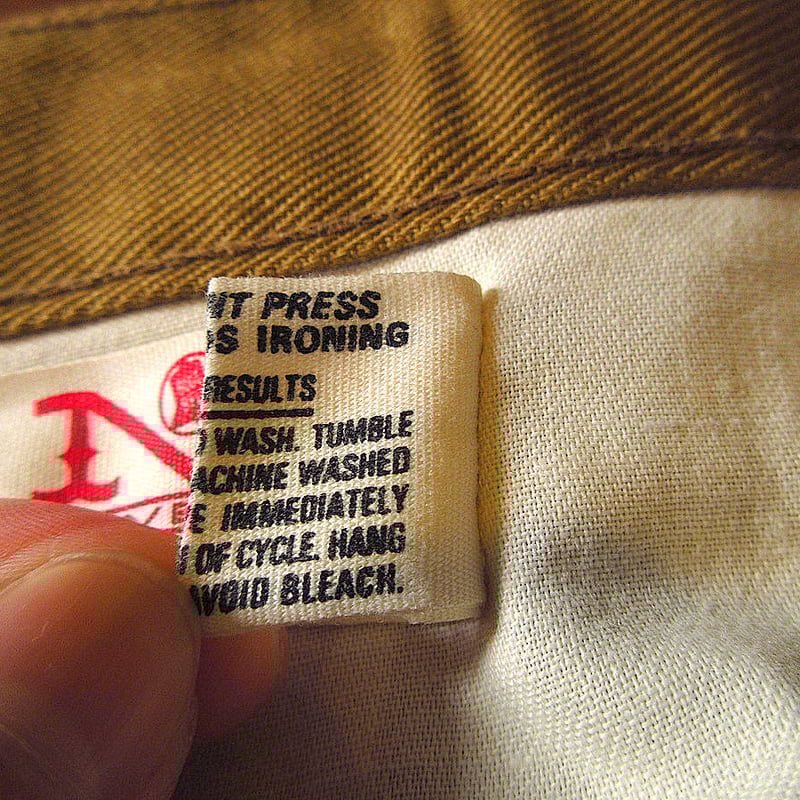 NT PRESS
S IRONING
RESULTS
WASH. TUMBLE
ACHINE WASHED
E IMMEDIATELY
OF CYCLE. HANG
AVOID BLEACH.
N